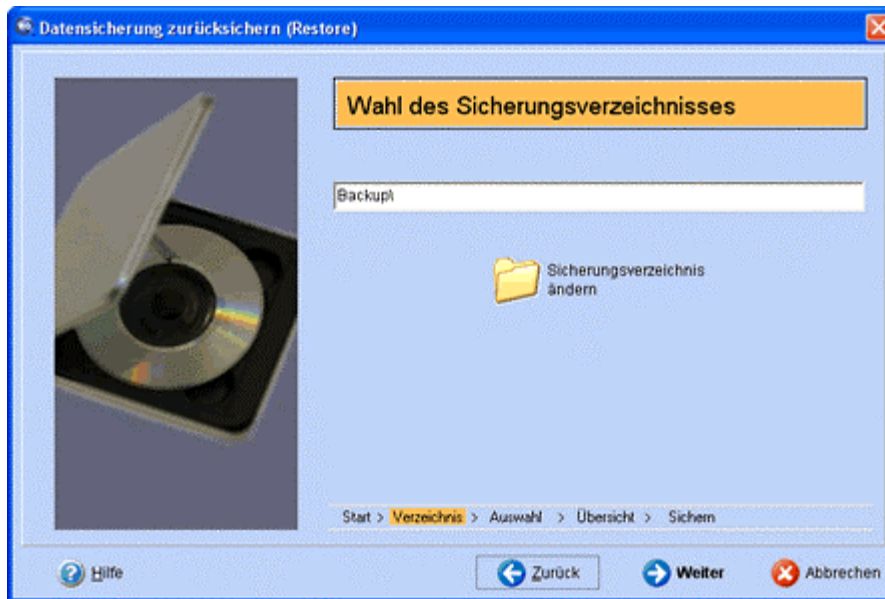 Datensicherung zurücksichern (Restore)
Wahl des Sicherungsverzeichnisses
Backup\
Sicherungsverzeichnis
ändern
Start > Verzeichnis > Auswahl > Übersicht > Sichern
Hilfe
Zurück
Weiter
Abbrechen